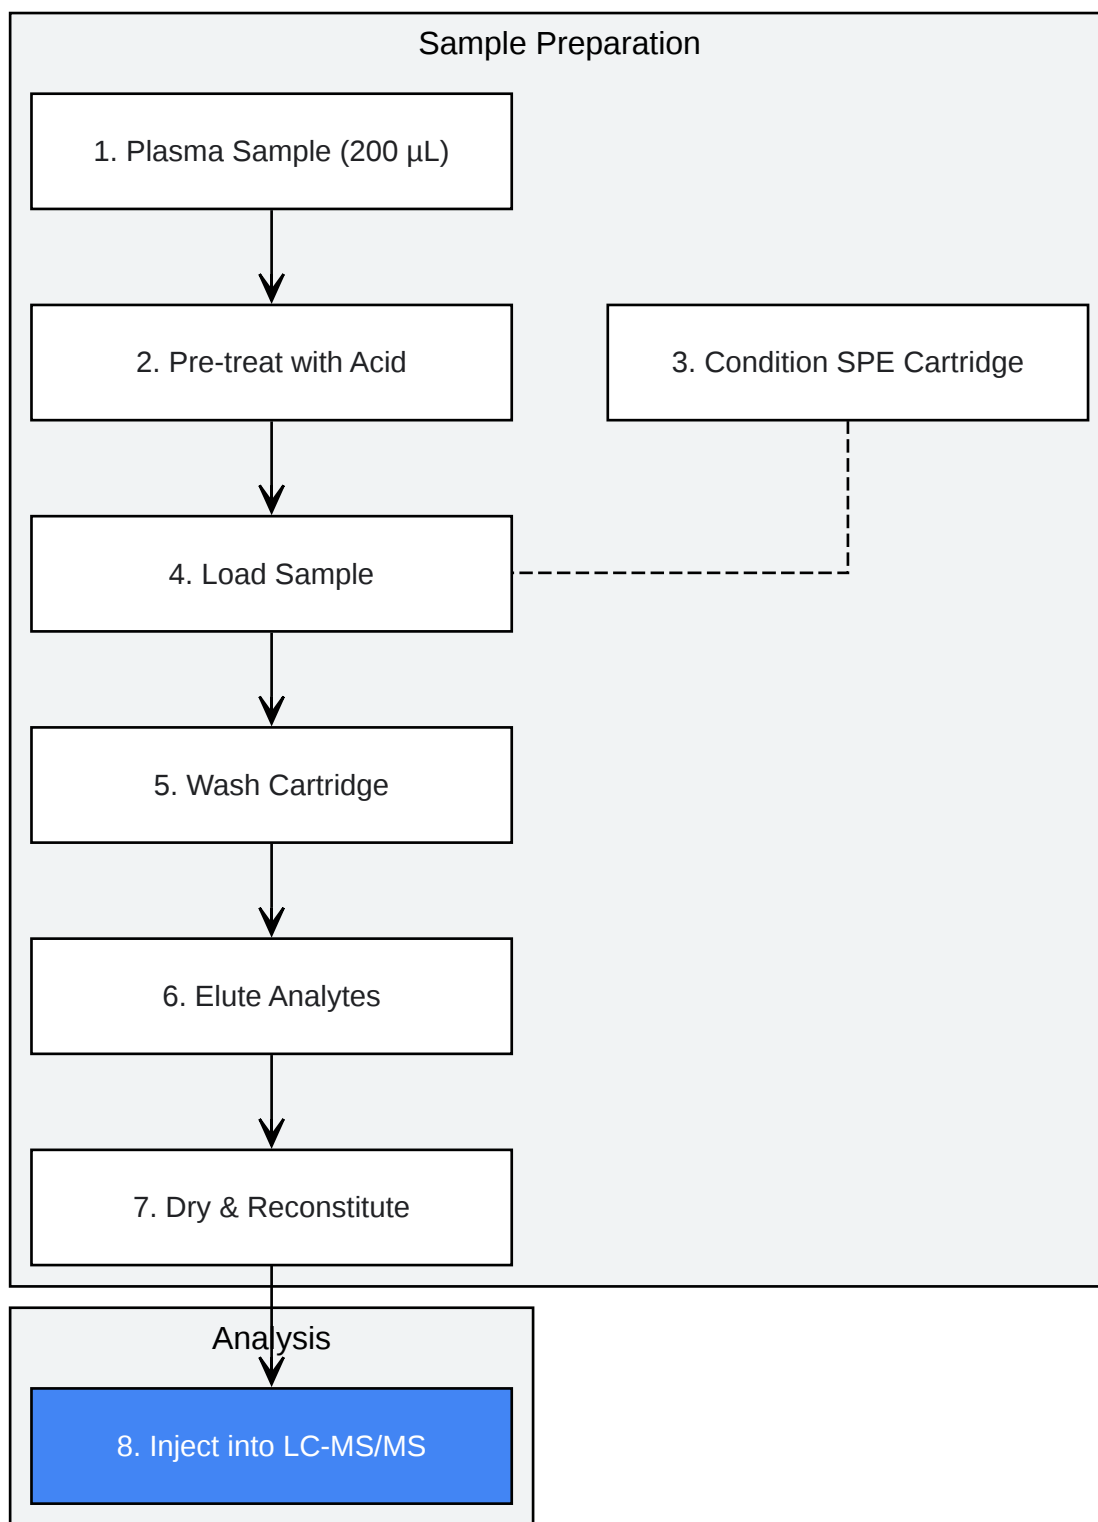 Sample Preparation
1. Plasma Sample (200 µL)
2. Pre-treat with Acid
3. Condition SPE Cartridge
4. Load Sample
5. Wash Cartridge
6. Elute Analytes
7. Dry & Reconstitute
Analysis
8. Inject into LC-MS/MS